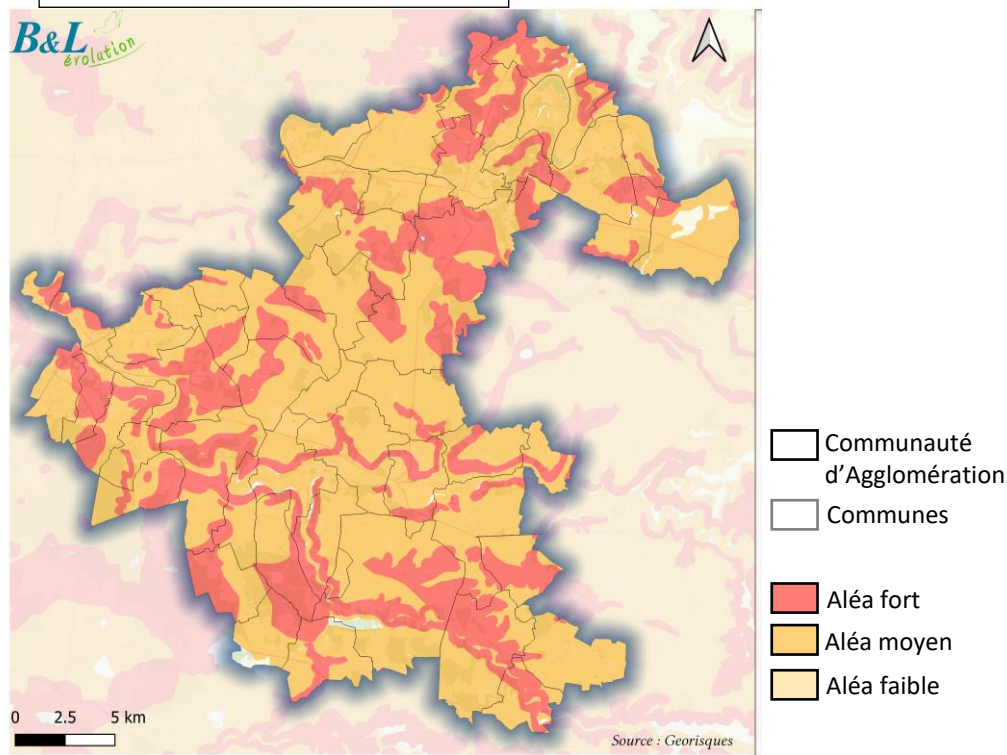 B&L
évolution
Communauté
d'Agglomération
Communes
Aléa fort
Aléa moyen
Aléa faible
0 2.5 5 km
Source : Georisques